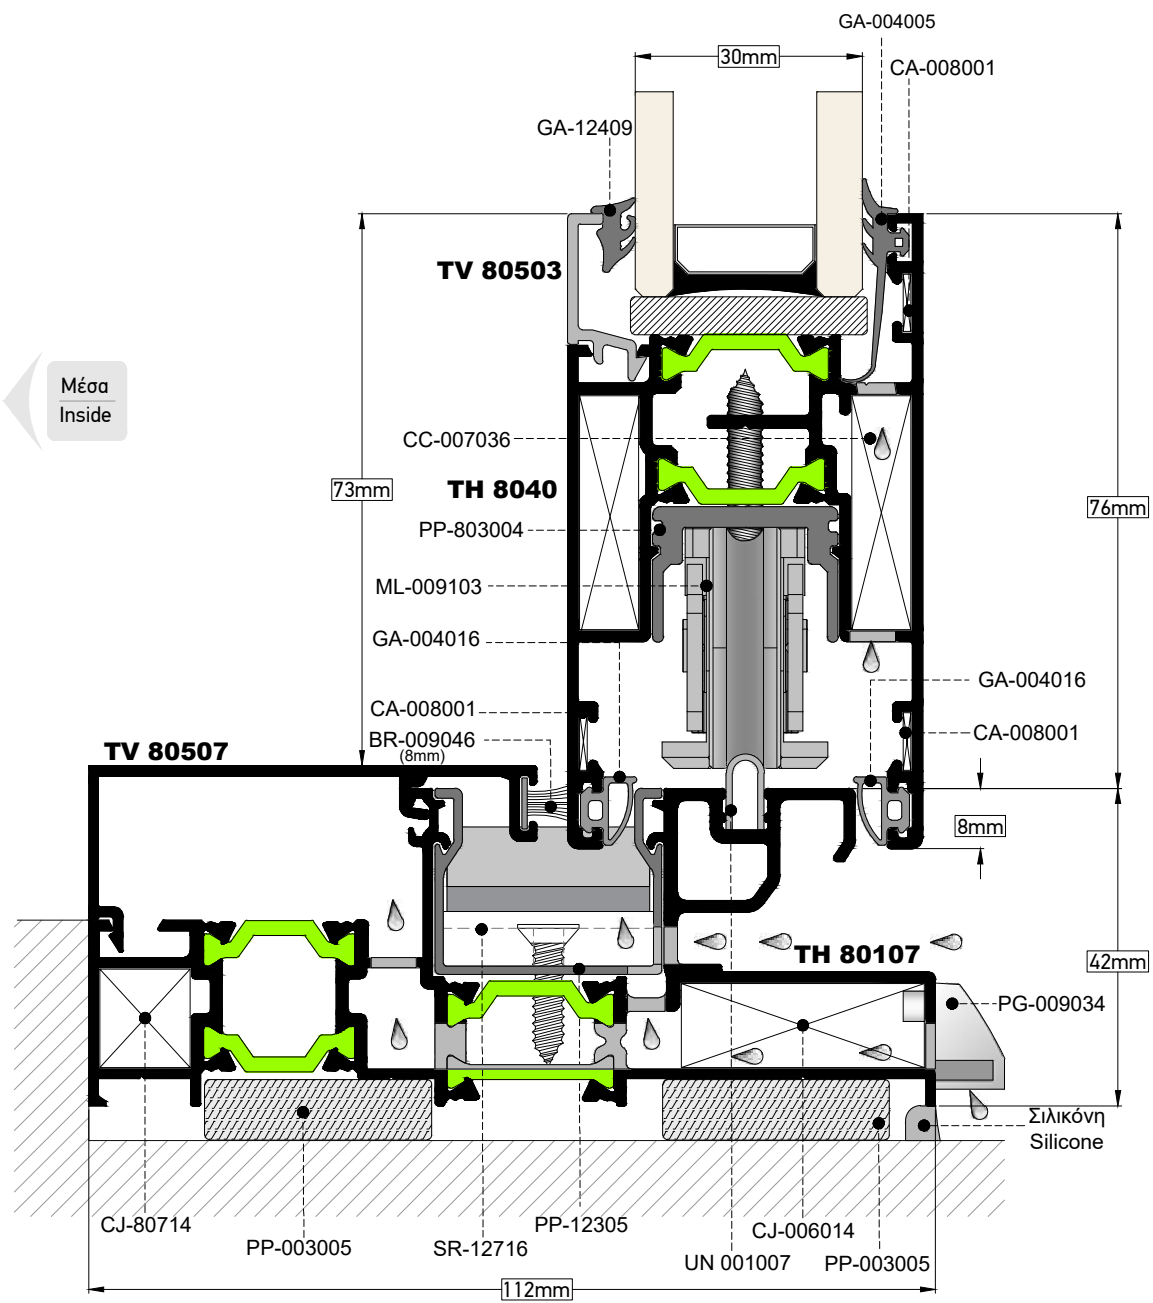 GA-004005
30mm
CA-008001
GA-12409
TV 80503
Μέσα
Inside
CC-007036
TH 8040
73mm
76mm
PP-803004
ML-009103
GA-004016
GA-004016
CA-008001
CA-008001
BR-009046
(8mm)
TV 80507
8mm
TH 80107
42mm
PG-009034
Σιλικόνη
Silicone
CJ-80714
PP-12305
CJ-006014
PP-003005
SR-12716
UN 001007
PP-003005
112mm